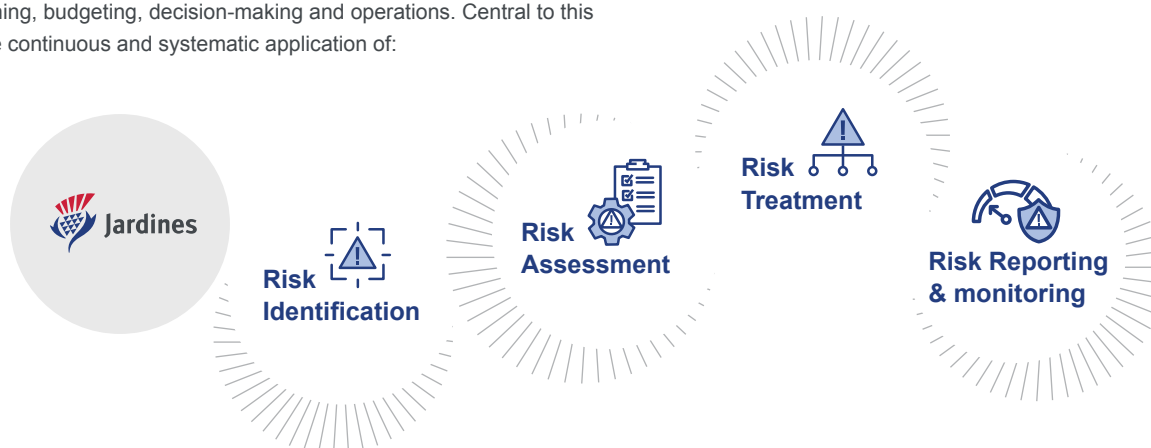 budgeting, decision-making and operations. Central to this
continuous and systematic application of:
Jardines
Risk
Identification
Risk
Assessment
Risk
Treatment
Risk Reporting
& monitoring